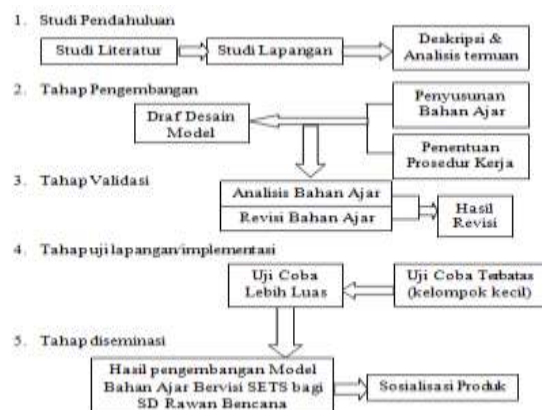 1. Studi Pendahuluan
Studi Literatur
Studi Lapangan
Deskripsi &
Analisis temuan
2. Tahap Pengembangan
Draf Desain
Model
Penyusunan
Bahan Ajar
Penentuan
Prosedur Kerja
3. Tahap Validasi
Analisis Bahan Ajar
Revisi Bahan Ajar
Hasil
Revisi
4. Tahap uji lapangan/implementasi
Uji Coba
Lebih Luas
Uji Coba Terbatas
(kelompok kecil)
5. Tahap diseminasi
Hasil pengembangan Model
Bahan Ajar Bervisi SETS bagi
SD Rawan Bencana
Sosialisasi Produk